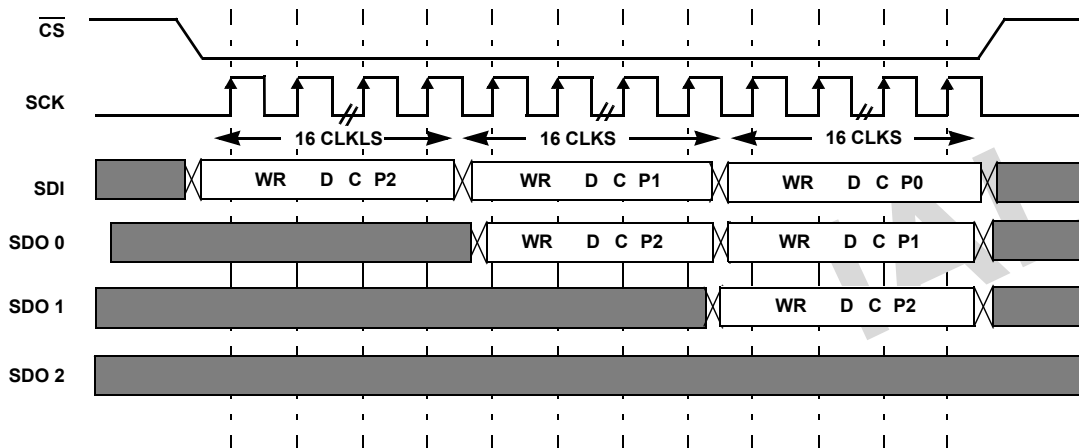 CS
SCK
16 CLKLS 16 CLKS 16 CLKS
SDI WR D C P2 WR D C P1 WR D C P0
SDO 0 WR D C P2 WR D C P1
SDO 1 WR D C P2
SDO 2